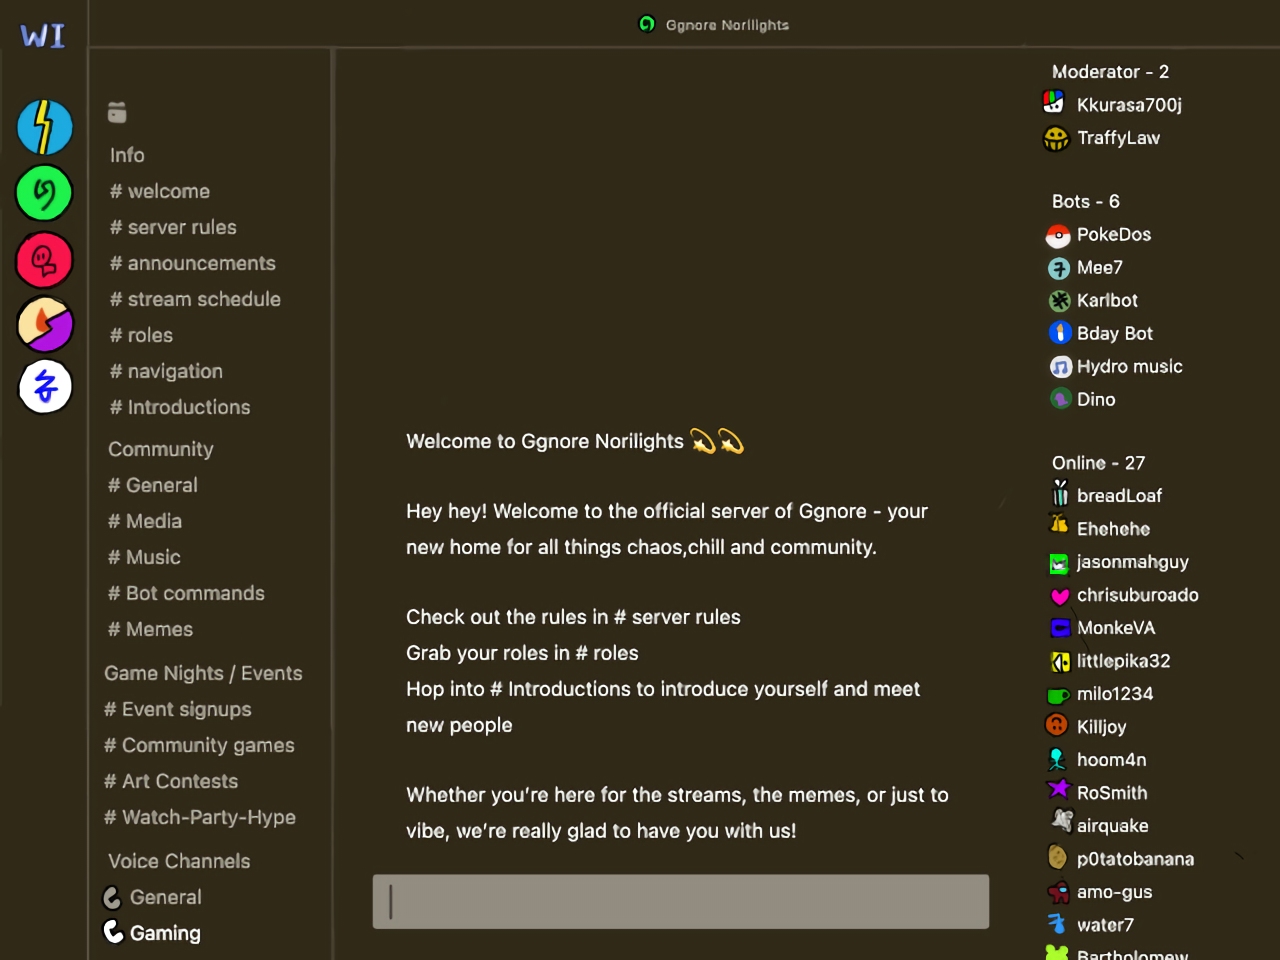 WI
Ggnore Norilights
Info
# welcome
# server rules
# announcements
# stream schedule
# roles
# navigation
# Introductions
Community
# General
# Media
# Music
# Bot commands
# Memes
Game Nights / Events
# Event signups
# Community games
# Art Contests
# Watch-Party-Hype
Voice Channels
General
Gaming
Welcome to Ggnore Norilights 💫💫
Hey hey! Welcome to the official server of Ggnore - your
new home for all things chaos,chill and community.
Check out the rules in # server rules
Grab your roles in # roles
Hop into # Introductions to introduce yourself and meet
new people
Whether you're here for the streams, the memes, or just to
vibe, we're really glad to have you with us!
Moderator - 2
Kkurasa700j
TraffyLaw
Bots - 6
PokeDos
Mee7
Karlbot
Bday Bot
Hydro music
Dino
Online - 27
breadLoaf
Ehehehe
jasonmahguy
chrisuburoado
MonkeVA
littlepika32
milo1234
Killjoy
hoom4n
RoSmith
airquake
p0tatobanana
amo-gus
water7
Bartholomew